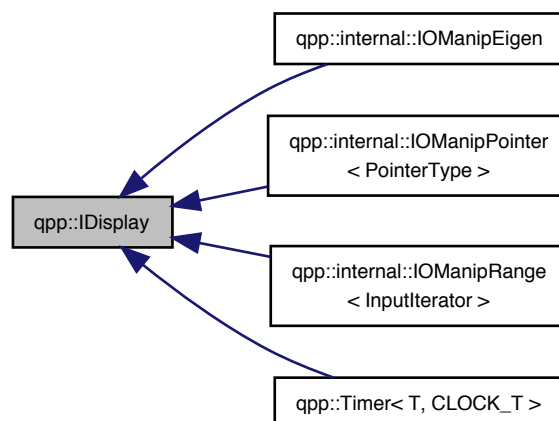 qpp::internal::IOManipEigen
qpp::internal::IOManipPointer
< PointerType >
qpp::IDisplay
qpp::internal::IOManipRange
< InputIterator >
qpp::Timer< T, CLOCK_T >